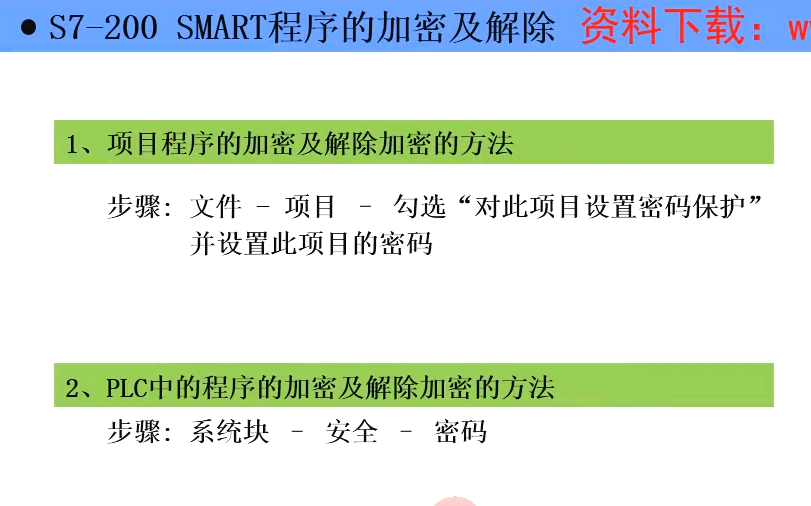 ● S7-200 SMART程序的加密及解除 资料下载：w
1、项目程序的加密及解除加密的方法
步骤: 文件 - 项目 - 勾选“对此项目设置密码保护”
并设置此项目的密码
2、PLC中的程序的加密及解除加密的方法
步骤: 系统块 - 安全 - 密码